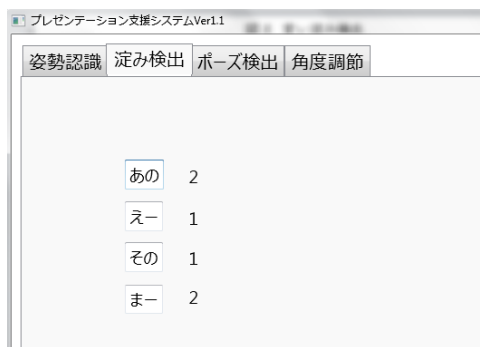 プレゼンテーション支援システムVer1.1
姿勢認識 淀み検出 ポーズ検出 角度調節
あの 2
えー 1
その 1
まー 2